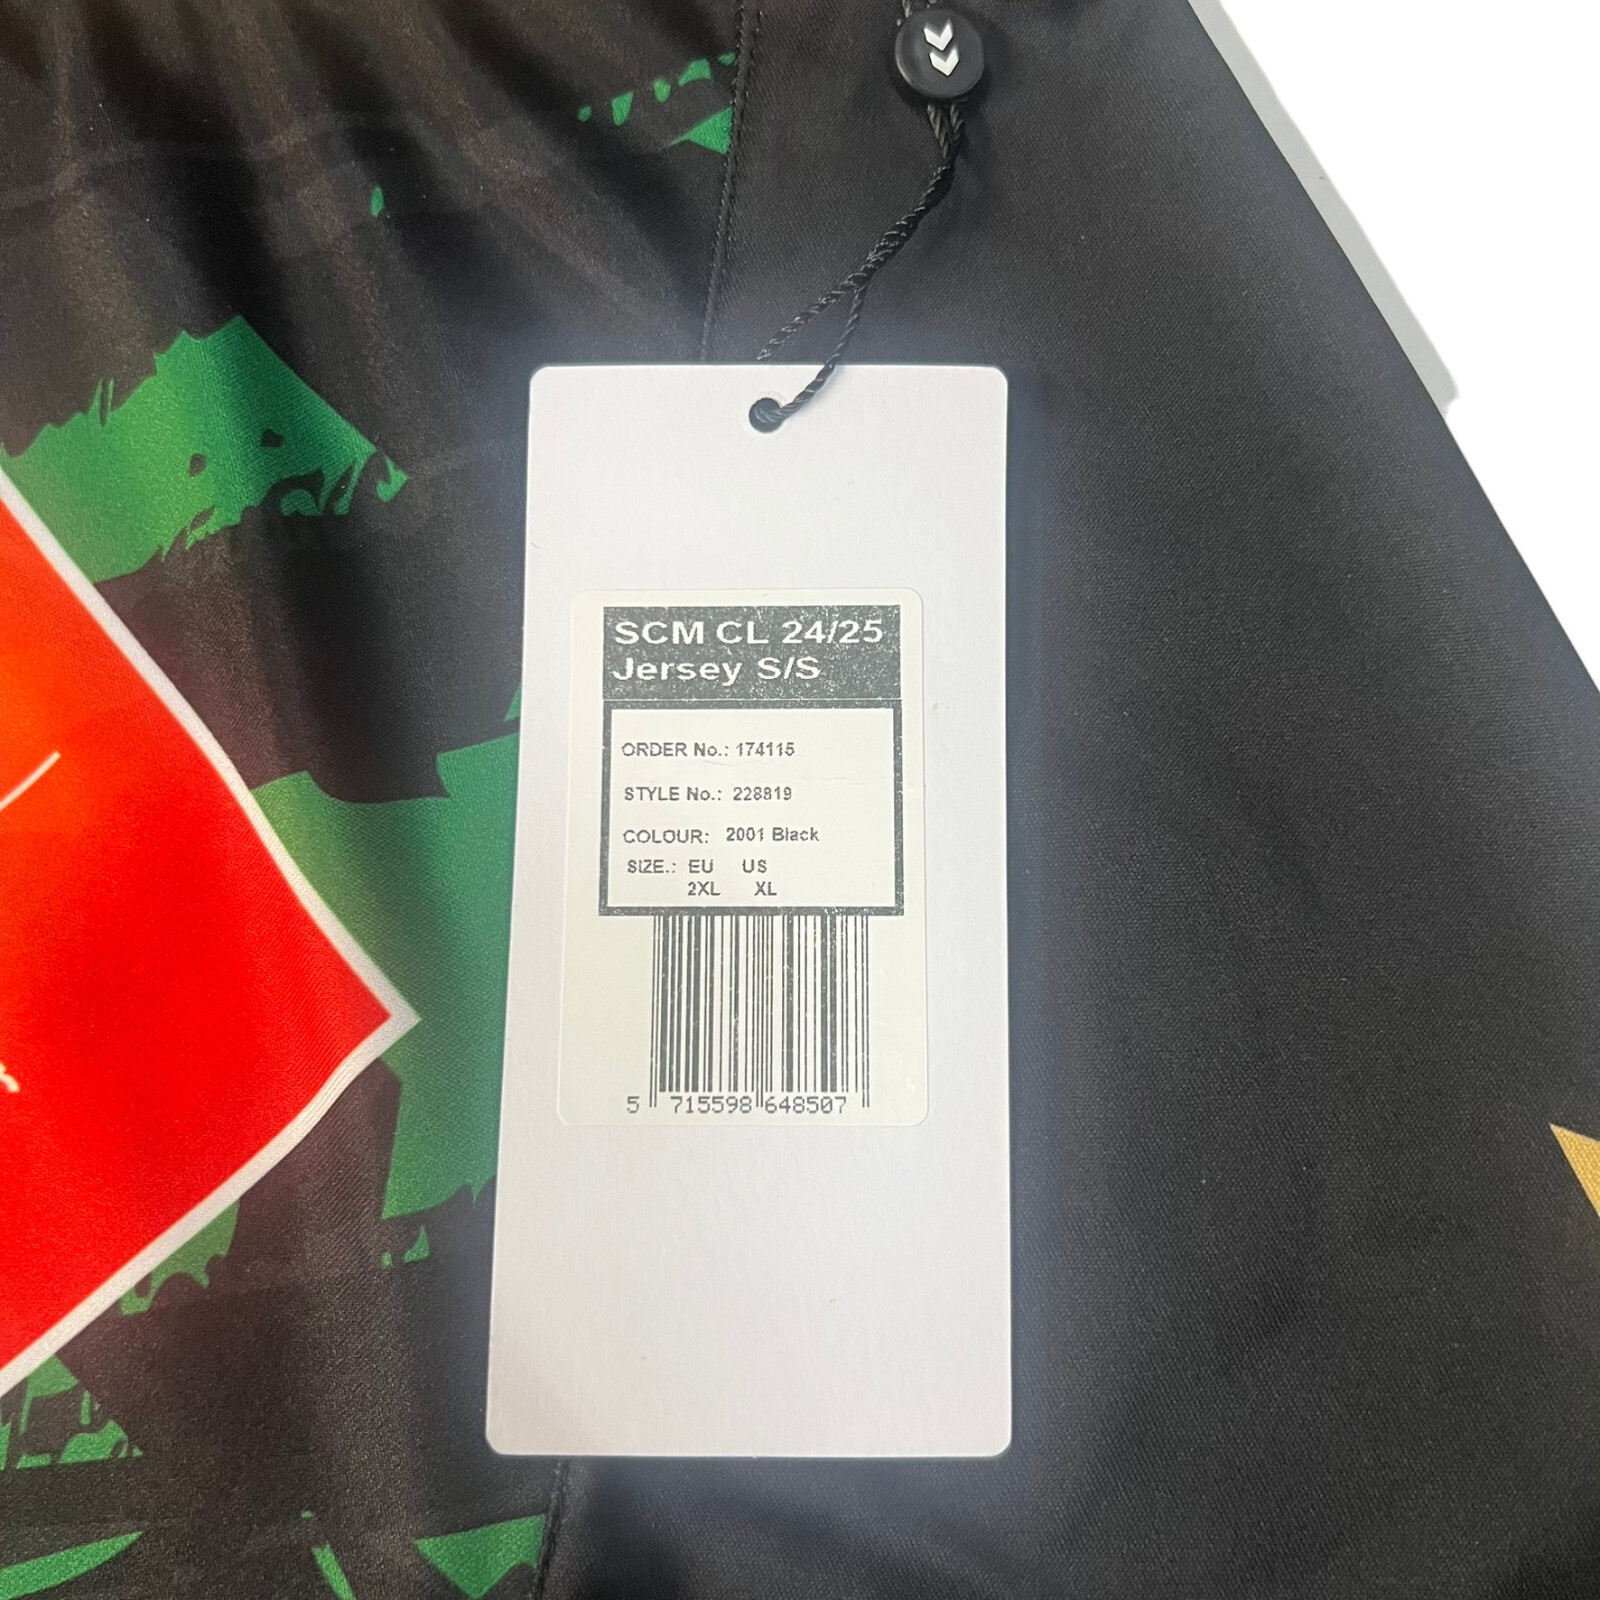 SCM CL 24/25
Jersey S/S
ORDER No.: 174115
STYLE No.: 228819
COLOUR: 2001 Black
SIZE.: EU US
2XL XL
5 715598 648507